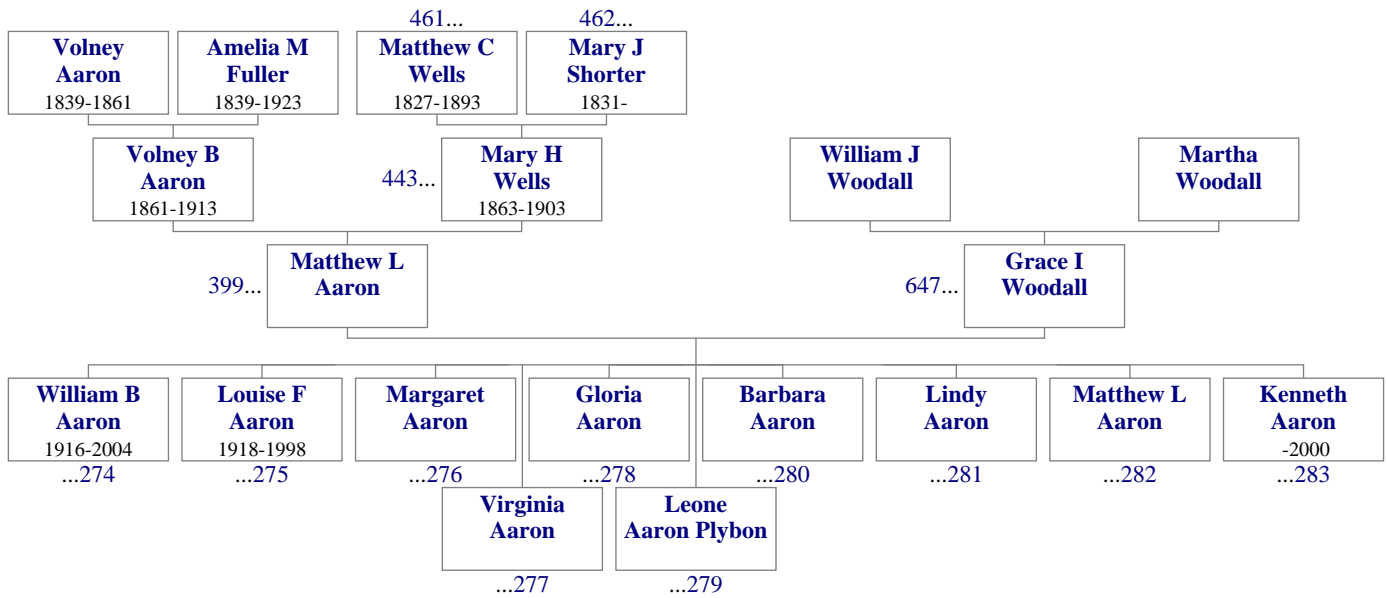 461...
462...
Volney
Aaron
1839-1861
Amelia M
Fuller
1839-1923
Matthew C
Wells
1827-1893
Mary J
Shorter
1831-
Volney B
Aaron
1861-1913
443...
Mary H
Wells
1863-1903
William J
Woodall
Martha
Woodall
399...
Matthew L
Aaron
647...
Grace I
Woodall
William B
Aaron
1916-2004
...274
Louise F
Aaron
1918-1998
...275
Margaret
Aaron
...276
Gloria
Aaron
...278
Barbara
Aaron
...280
Lindy
Aaron
...281
Matthew L
Aaron
...282
Kenneth
Aaron
-2000
...283
Virginia
Aaron
...277
Leone
Aaron Plybon
...279